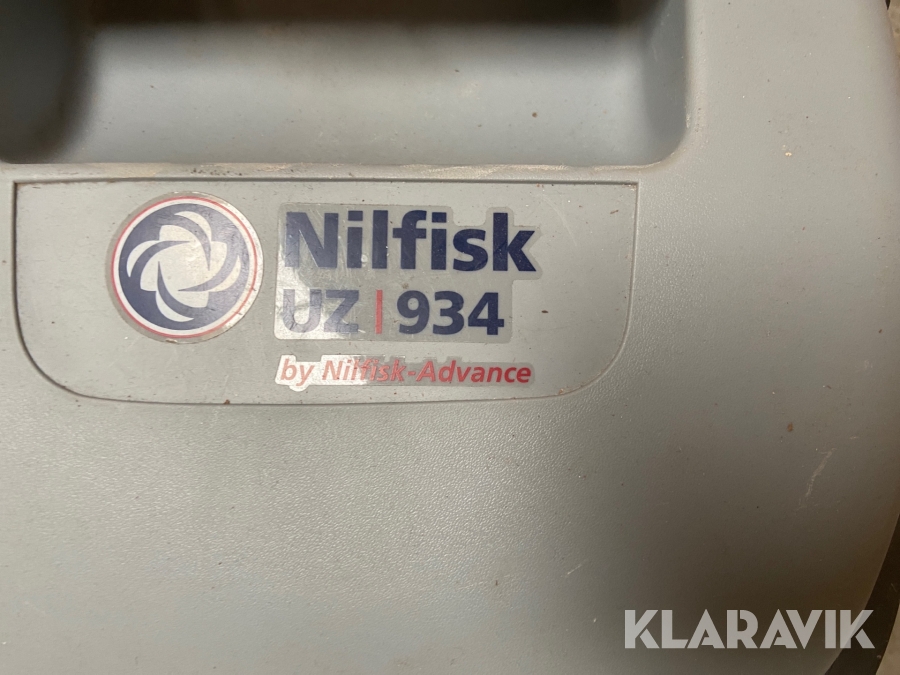 Nilfisk
UZ | 934
by Nilfisk-Advance
KLARAVIK